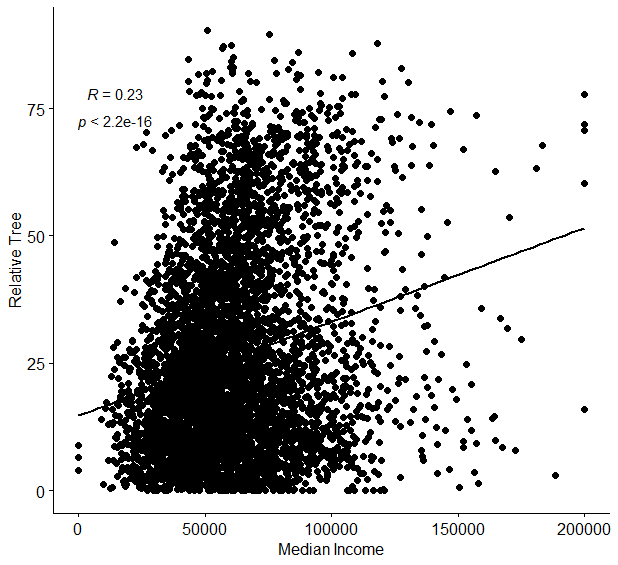 R = 0.23
p < 2.2e-16
75
50
25
0
Relative Tree
0 50000 100000 150000 200000
Median Income